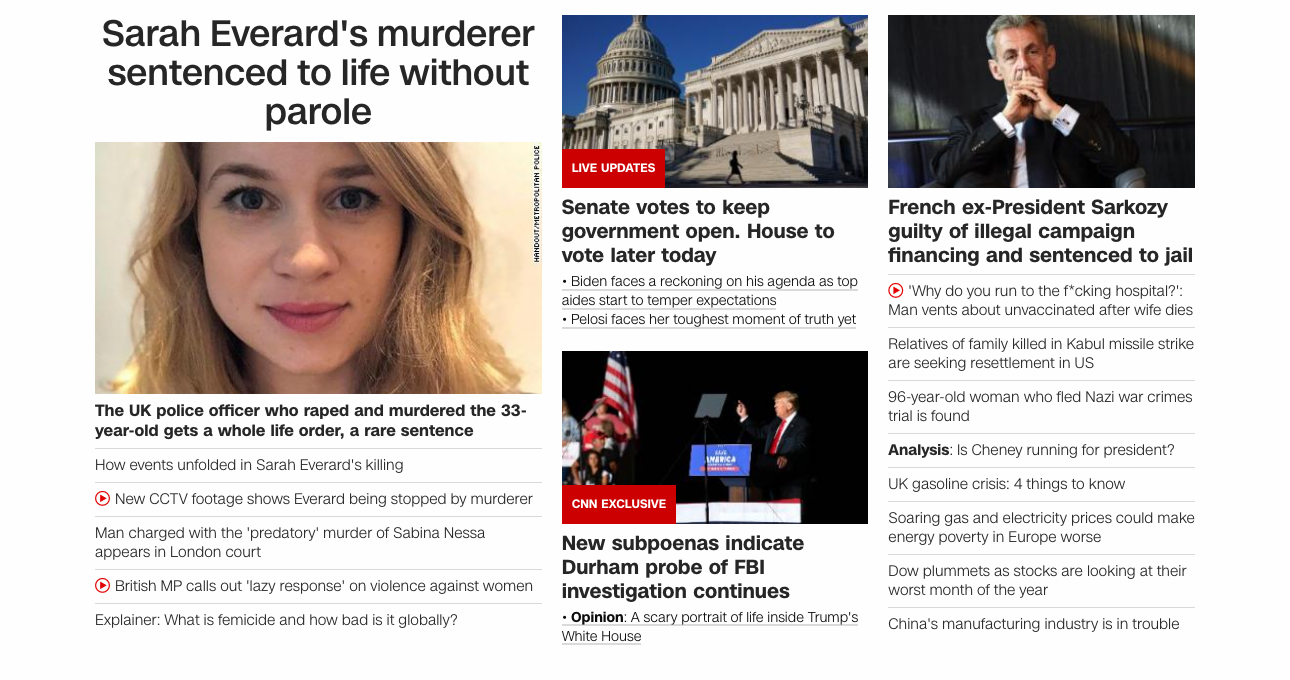 Sarah Everard's murderer
sentenced to life without
parole
HANDOUT/METROPOLITAN POLICE
The UK police officer who raped and murdered the 33-
year-old gets a whole life order, a rare sentence
How events unfolded in Sarah Everard's killing
New CCTV footage shows Everard being stopped by murderer
Man charged with the 'predatory' murder of Sabina Nessa
appears in London court
British MP calls out 'lazy response' on violence against women
Explainer: What is femicide and how bad is it globally?
LIVE UPDATES
Senate votes to keep
government open. House to
vote later today
• Biden faces a reckoning on his agenda as top
aides start to temper expectations
• Pelosi faces her toughest moment of truth yet
SAVE
AMERICA
CNN EXCLUSIVE
New subpoenas indicate
Durham probe of FBI
investigation continues
• Opinion: A scary portrait of life inside Trump's
White House
French ex-President Sarkozy
guilty of illegal campaign
financing and sentenced to jail
'Why do you run to the f*cking hospital?':
Man vents about unvaccinated after wife dies
Relatives of family killed in Kabul missile strike
are seeking resettlement in US
96-year-old woman who fled Nazi war crimes
trial is found
Analysis: Is Cheney running for president?
UK gasoline crisis: 4 things to know
Soaring gas and electricity prices could make
energy poverty in Europe worse
Dow plummets as stocks are looking at their
worst month of the year
China's manufacturing industry is in trouble